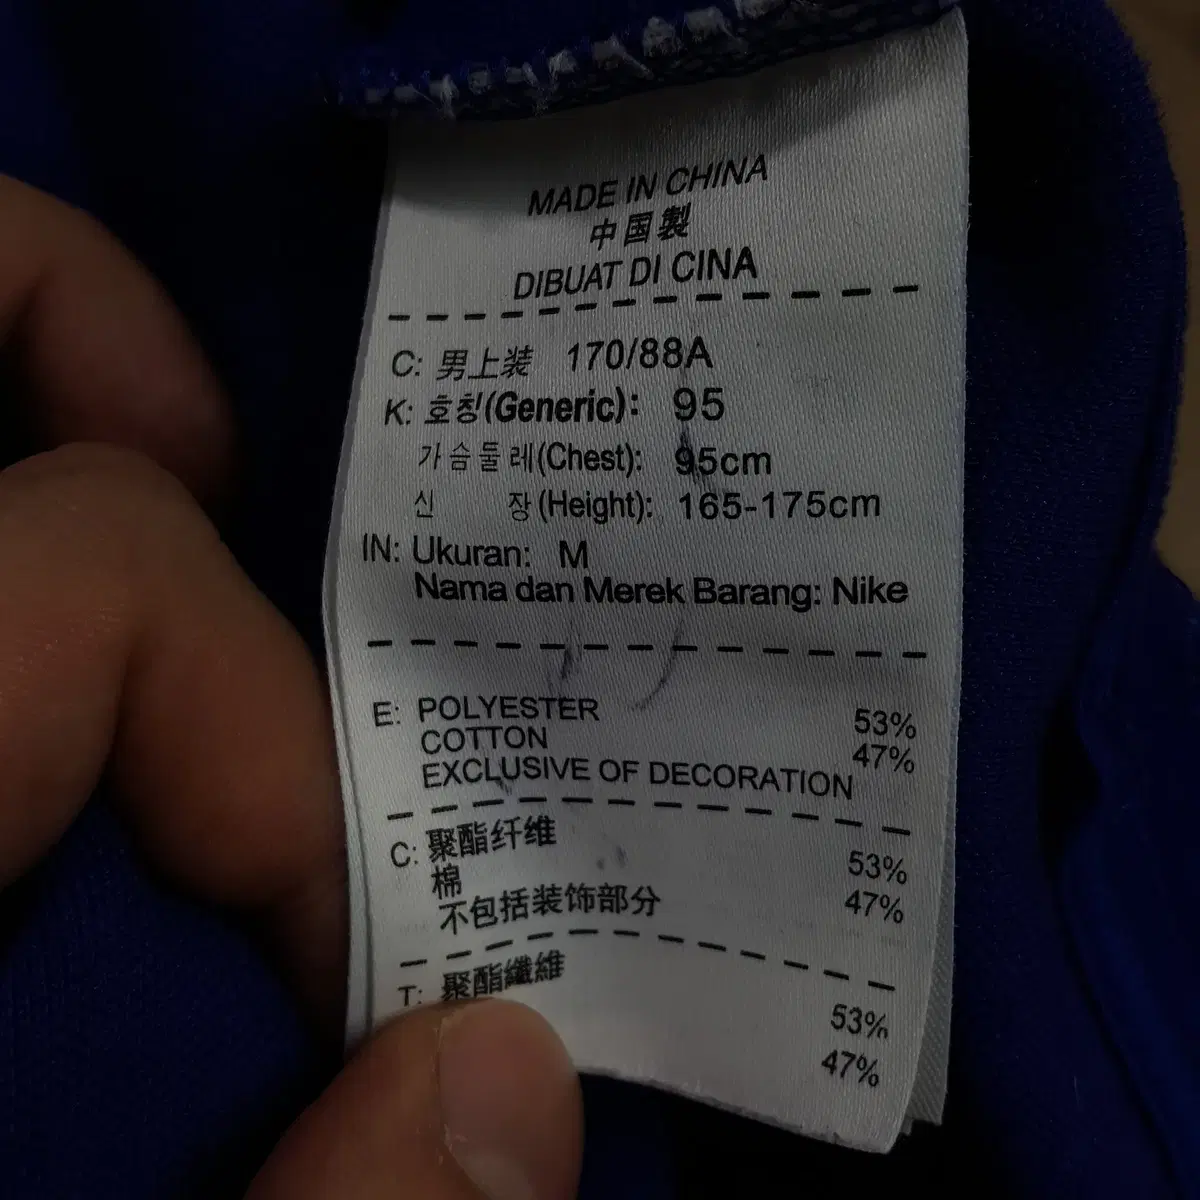 MADE IN CHINA
中国製
DIBUAT DI CINA
C: 男上装 170/88A
K: 호칭(Generic): 95
가슴둘레(Chest): 95cm
신 장(Height): 165-175cm
IN: Ukuran: M
Nama dan Merek Barang: Nike
E: POLYESTER 53%
COTTON 47%
EXCLUSIVE OF DECORATION
C: 聚酯纤维 53%
棉 47%
不包括装饰部分
T: 聚酯纖維 53%
47%